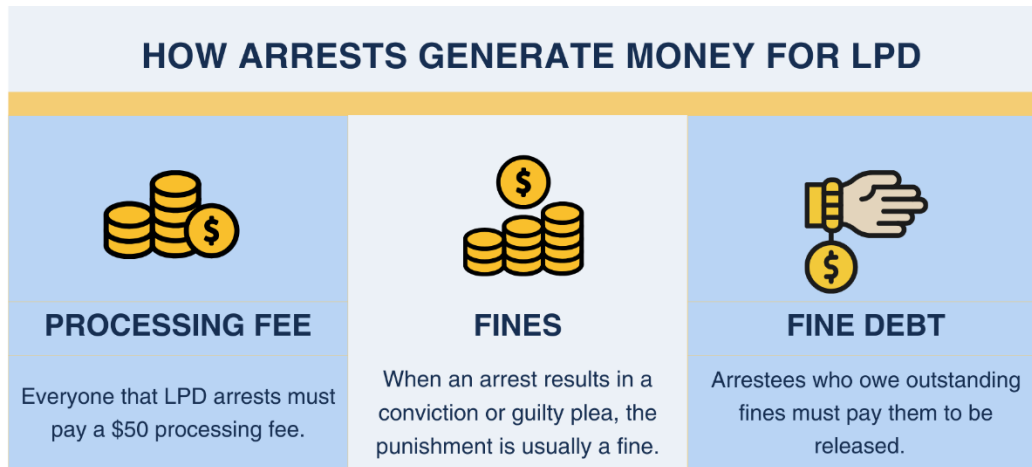 HOW ARRESTS GENERATE MONEY FOR LPD
$
PROCESSING FEE
Everyone that LPD arrests must
pay a $50 processing fee.
$
FINES
When an arrest results in a
conviction or guilty plea, the
punishment is usually a fine.
$
FINE DEBT
Arrestees who owe outstanding
fines must pay them to be
released.